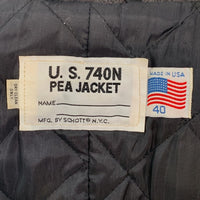 U. S. 740N
PEA JACKET
NAME
MFG. BY SCHOTT N.Y.C.
MADE IN USA
40